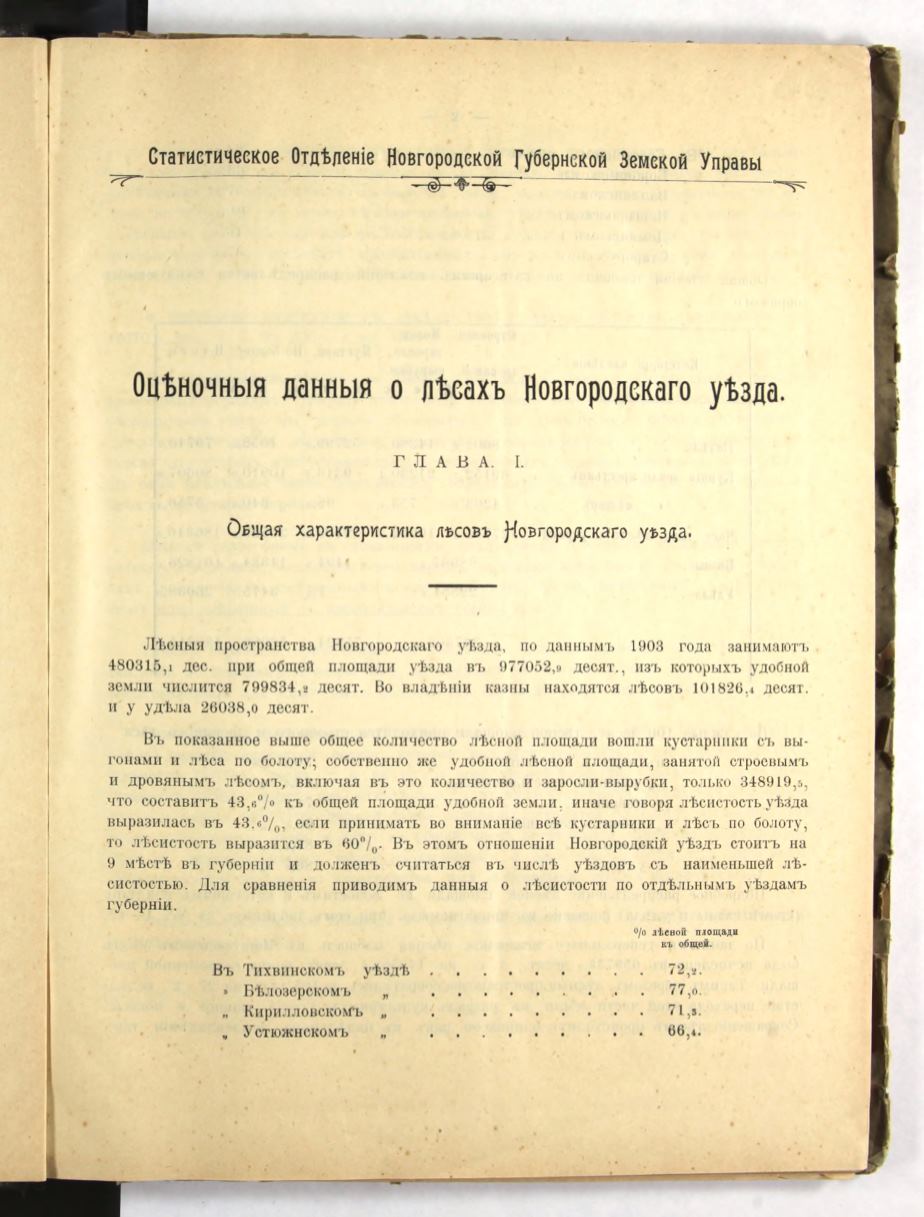 Статистическое Отдѣленіе Новгородской Губернской Земской Управы
Оцѣночныя данныя о лѣсахъ Новгородскаго уѣзда.
ГЛАВА. I.
Общая характеристика лѣсовъ Новгородскаго уѣзда.
Лѣсныя пространства Новгородскаго уѣзда, по даннымъ 1903 года занимаютъ
480315,1 дес. при общей площади уѣзда въ 977052,9 десят., изъ которыхъ удобной
земли числится 799834,2 десят. Во владѣніи казны находятся лѣсовъ 101826,4 десят.
и у удѣла 26038,0 десят.
Въ показанное выше общее количество лѣсной площади вошли кустарники съ вы-
гонами и лѣса по болоту; собственно же удобной лѣсной площади, занятой строевымъ
и дровянымъ лѣсомъ, включая въ это количество и заросли-вырубки, только 348919,5,
что составитъ 43,6% къ общей площади удобной земли. иначе говоря лѣсистость уѣзда
выразилась въ 43.6%, если принимать во вниманіе всѣ кустарники и лѣсъ по болоту,
то лѣсистость выразится въ 60%. Въ этомъ отношеніи Новгородскій уѣздъ стоитъ на
9 мѣстѣ въ губерніи и долженъ считаться въ числѣ уѣздовъ съ наименьшей лѣ-
систостью. Для сравненія приводимъ данныя о лѣсистости по отдѣльнымъ уѣздамъ
губерніи.
% лѣсной площади
къ общей.
Въ Тихвинскомъ уѣздѣ . . . . . . . . . . 72,2.
„ Бѣлозерскомъ „ . . . . . . . . . . 77,0.
„ Кирилловскомъ „ . . . . . . . . . . 71,3.
„ Устюжнскомъ „ . . . . . . . . . . 66,4.